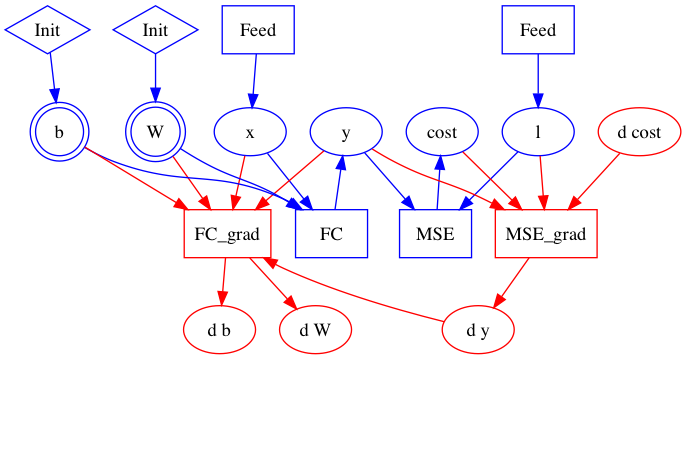 Init
Init
Feed
Feed
b
W
x
y
cost
l
d cost
FC_grad
FC
MSE
MSE_grad
d b
d W
d y